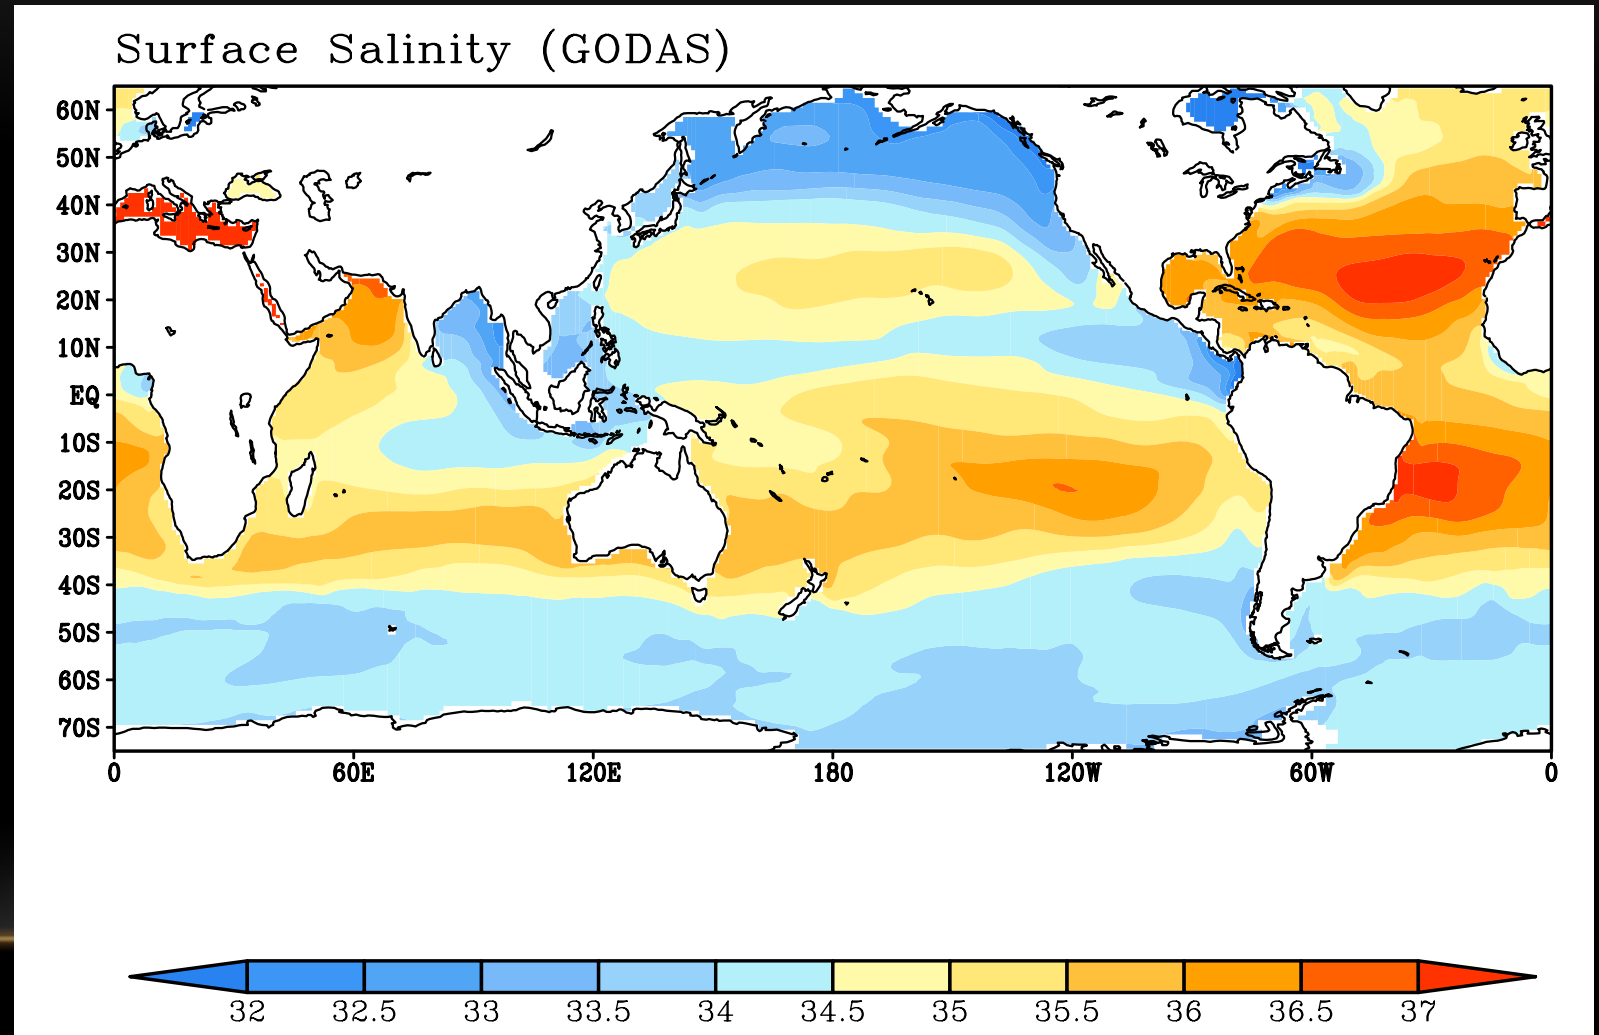 Surface Salinity (GODAS)
60N
50N
40N
30N
20N
10N
EQ
10S
20S
30S
40S
50S
60S
70S
0 60E 120E 180 120W 60W 0
32 32.5 33 33.5 34 34.5 35 35.5 36 36.5 37